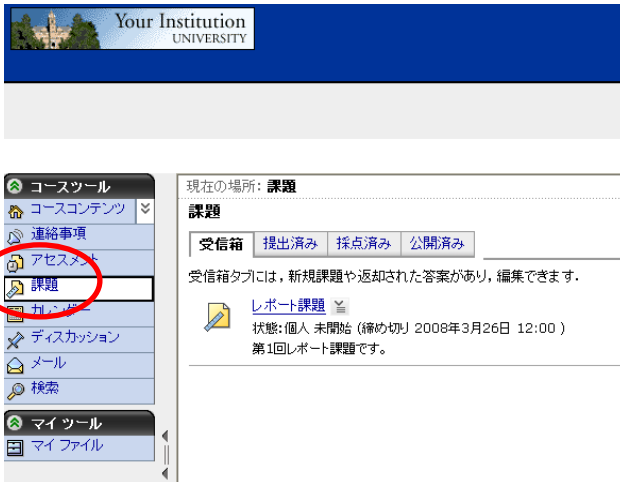 Your Institution
UNIVERSITY
コースツール
コースコンテンツ
連絡事項
アセスメント
課題
カレンダー
ディスカッション
メール
検索
マイ ツール
マイ ファイル
現在の場所: 課題
課題
受信箱 提出済み 採点済み 公開済み
受信箱タブには，新規課題や返却された答案があり，編集できます．
レポート課題
状態:個人 未開始 (締め切り 2008年3月26日 12:00 )
第1回レポート課題です。